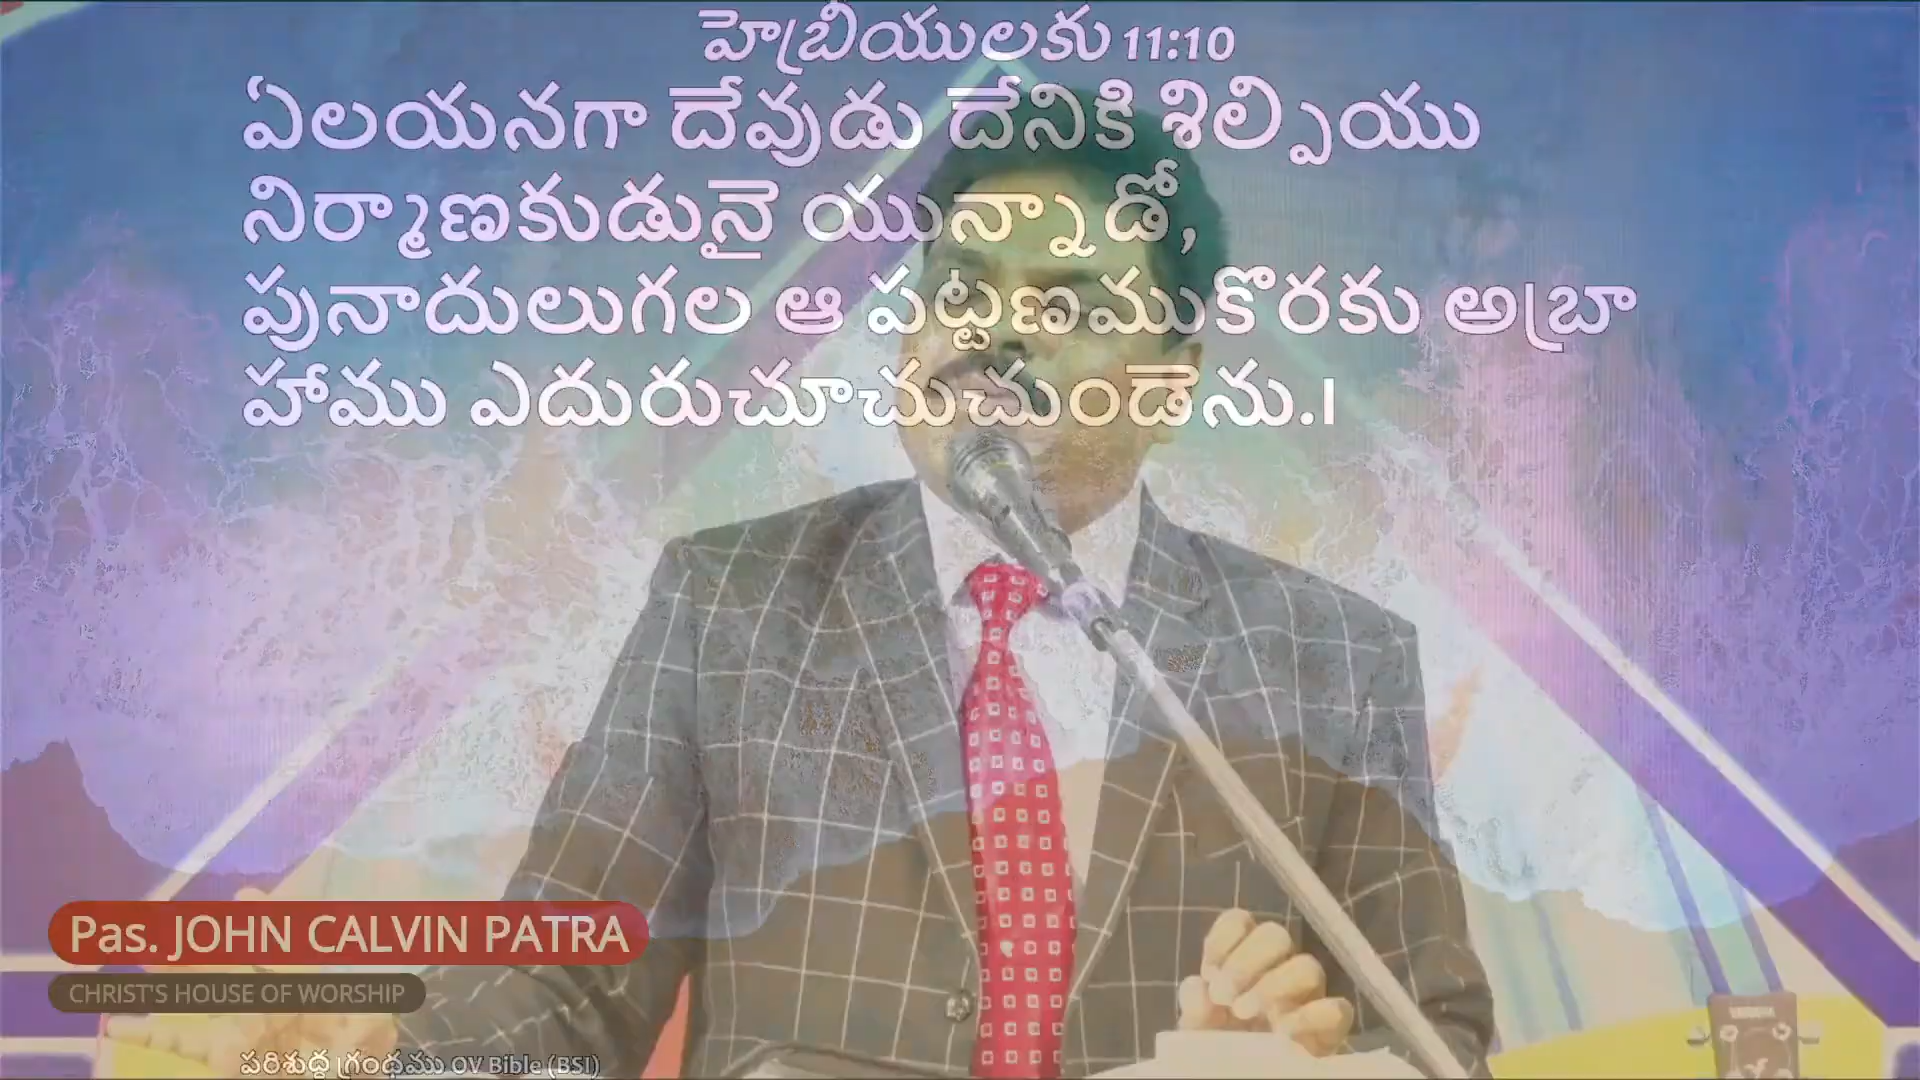 హెబ్రీయులకు 11:10
ఏలయనగా దేవుడు దేనికి శిల్పియు
నిర్మాణకుడునై యున్నాడో,
పునాదులుగల ఆ పట్టణముకొరకు అబ్రా
హాము ఎదురుచూచుచుండెను.।
Pas. JOHN CALVIN PATRA
CHRIST'S HOUSE OF WORSHIP
పరిశుద్ధ గ్రంథము OV Bible (BSI)